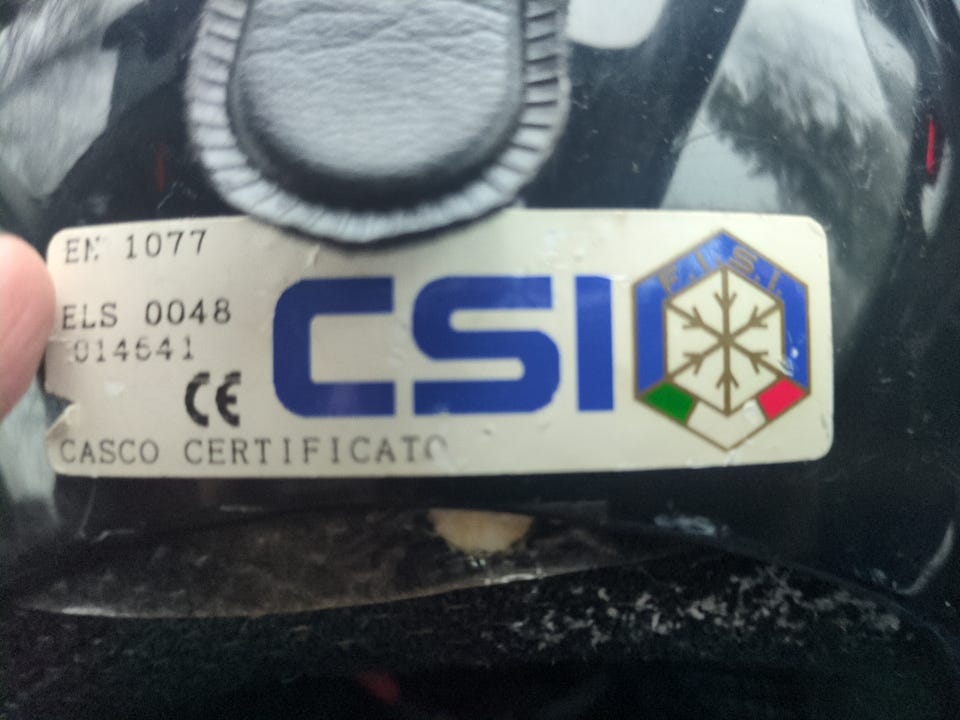 EN 1077
ELS 0048
014641
CE
CASCO CERTIFICATO
CSI
F.I.S.I.